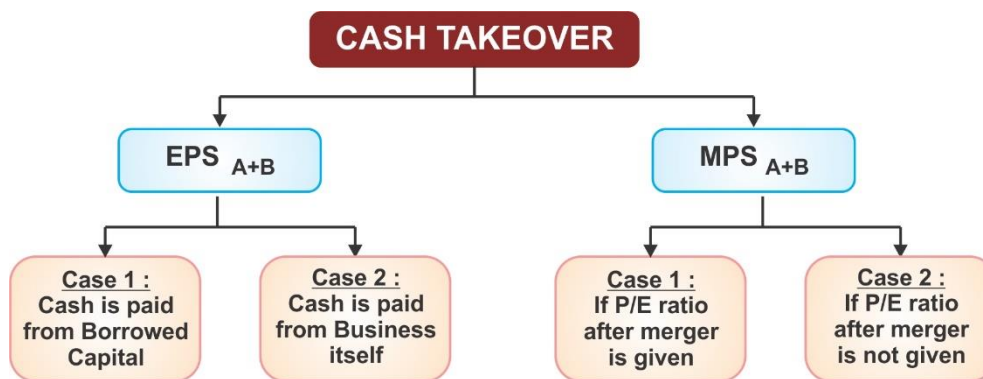 CASH TAKEOVER
EPS A+B
MPS A+B
Case 1 :
Cash is paid
from Borrowed
Capital
Case 2 :
Cash is paid
from Business
itself
Case 1 :
If P/E ratio
after merger
is given
Case 2 :
If P/E ratio
after merger
is not given